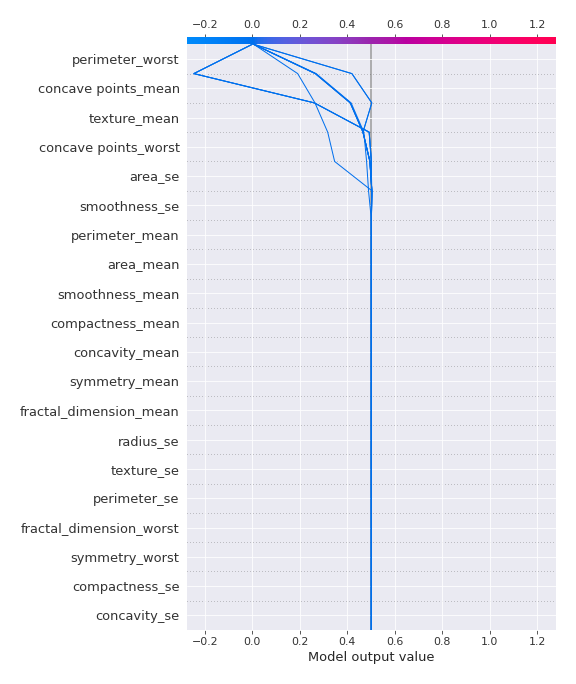 −0.2 0.0 0.2 0.4 0.6 0.8 1.0 1.2
perimeter_worst
concave points_mean
texture_mean
concave points_worst
area_se
smoothness_se
perimeter_mean
area_mean
smoothness_mean
compactness_mean
concavity_mean
symmetry_mean
fractal_dimension_mean
radius_se
texture_se
perimeter_se
fractal_dimension_worst
symmetry_worst
compactness_se
concavity_se
−0.2 0.0 0.2 0.4 0.6 0.8 1.0 1.2
Model output value